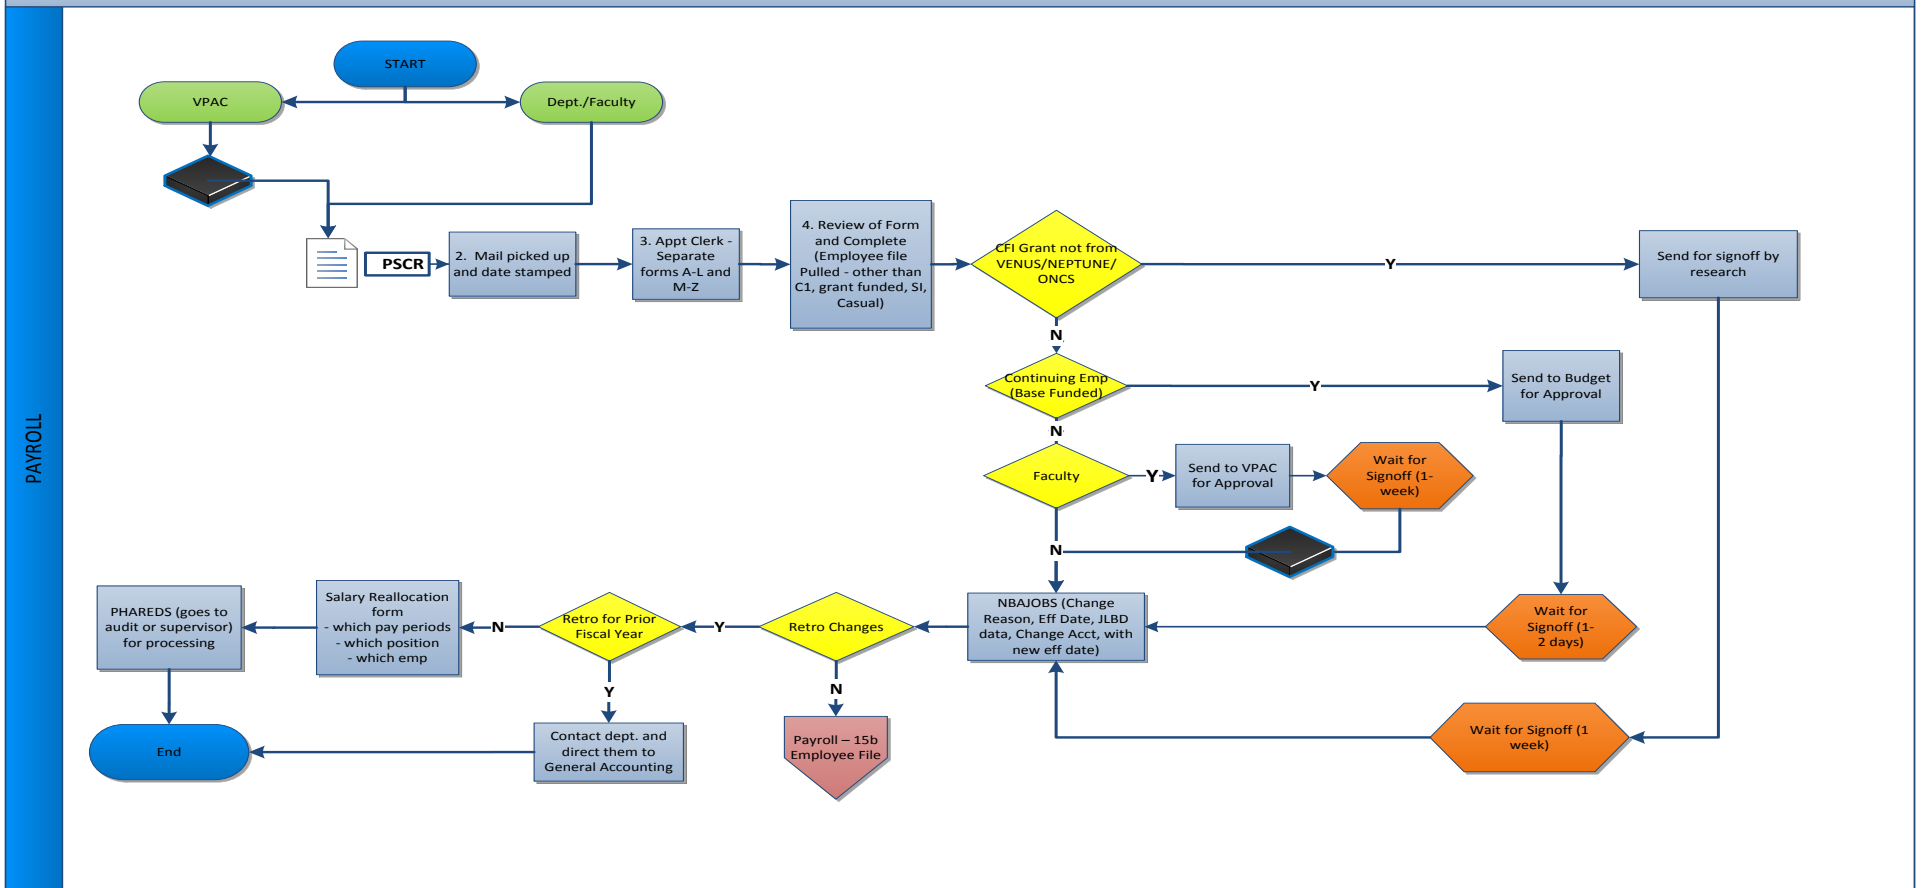 PAYROLL
START
VPAC
Dept./Faculty
PSCR
2.  Mail picked up
and date stamped
3. Appt Clerk -
Separate
forms A-L and
M-Z
4. Review of Form
and Complete
(Employee file
Pulled - other than
C1, grant funded, SI,
Casual)
CFI Grant not from
VENUS/NEPTUNE/
ONCS
Y
Send for signoff by
research
N
Continuing Emp
(Base Funded)
Y
Send to Budget
for Approval
N
Faculty
Y
Send to VPAC
for Approval
Wait for
Signoff (1-
week)
N
NBAJOBS (Change
Reason, Eff Date, JLBD
data, Change Acct, with
new eff date)
Wait for
Signoff (1-
2 days)
Wait for Signoff (1
week)
Retro Changes
Y
Retro for Prior
Fiscal Year
N
Salary Reallocation
form
- which pay periods
- which position
- which emp
PHAREDS (goes to
audit or supervisor)
for processing
N
Payroll – 15b
Employee File
Y
Contact dept. and
direct them to
General Accounting
End